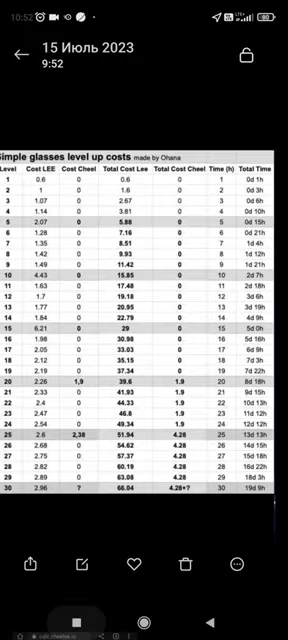 10:52
80
15 Июль 2023
9:52
Simple glasses level up costs made by Ohana
Level Cost LEE Cost Cheel Total Cost Lee Total Cost Cheel Time (h) Total Time
1 0.6 0 0.6 0 1 0d 1h
2 1 0 1.6 0 2 0d 3h
3 1.07 0 2.67 0 3 0d 6h
4 1.14 0 3.81 0 4 0d 10h
5 2.07 0 5.88 0 5 0d 15h
6 1.28 0 7.16 0 6 0d 21h
7 1.35 0 8.51 0 7 1d 4h
8 1.42 0 9.93 0 8 1d 12h
9 1.49 0 11.42 0 9 1d 21h
10 4.43 0 15.85 0 10 2d 7h
11 1.63 0 17.48 0 11 2d 18h
12 1.7 0 19.18 0 12 3d 6h
13 1.77 0 20.95 0 13 3d 19h
14 1.84 0 22.79 0 14 4d 9h
15 6.21 0 29 0 15 5d 0h
16 1.98 0 30.98 0 16 5d 16h
17 2.05 0 33.03 0 17 6d 9h
18 2.12 0 35.15 0 18 7d 3h
19 2.19 0 37.34 0 19 7d 22h
20 2.26 1,9 39.6 1.9 20 8d 18h
21 2.33 0 41.93 1.9 21 9d 15h
22 2.4 0 44.33 1.9 22 10d 13h
23 2.47 0 46.8 1.9 23 11d 12h
24 2.54 0 49.34 1.9 24 12d 12h
25 2.6 2,38 51.94 4.28 25 13d 13h
26 2.68 0 54.62 4.28 26 14d 15h
27 2.75 0 57.37 4.28 27 15d 18h
28 2.82 0 60.19 4.28 28 16d 22h
29 2.89 0 63.08 4.28 29 18d 3h
30 2.96 ? 66.04 4.28+? 30 19d 9h